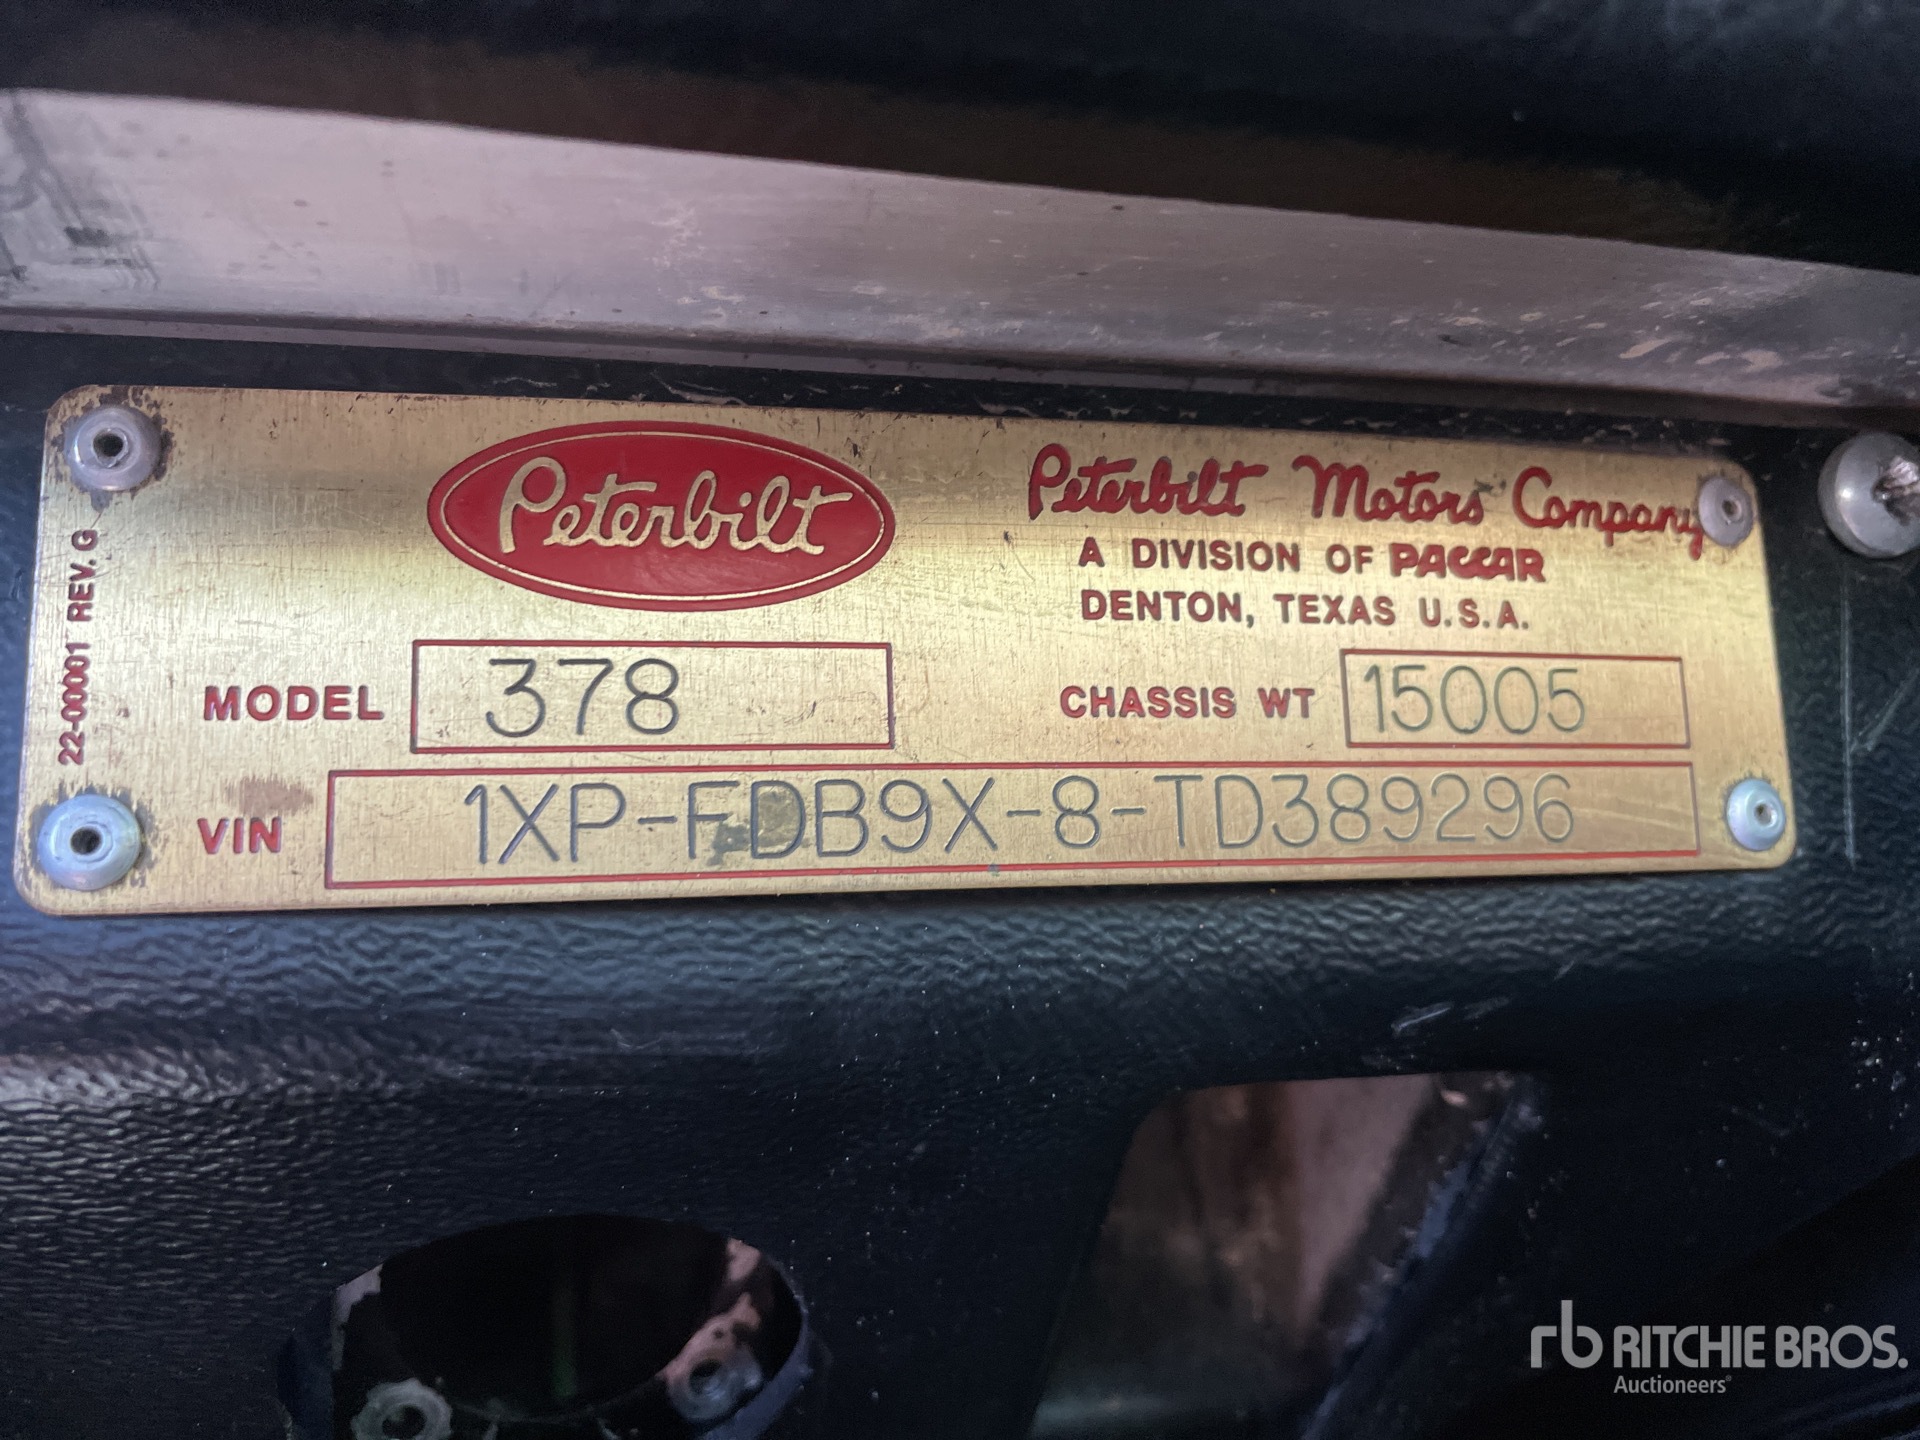 Peterbilt
Peterbilt Motors Company
A DIVISION OF PACCAR
DENTON, TEXAS U.S.A.
22-00001 REV. G
MODEL 378
CHASSIS WT 15005
VIN 1XP-FDB9X-8-TD389296
rb RITCHIE BROS.
Auctioneers®